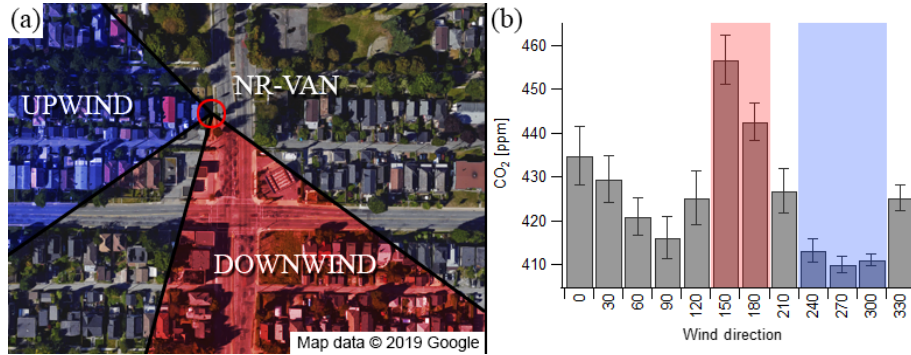 (a)
NR-VAN
UPWIND
DOWNWIND
Map data © 2019 Google
(b)
CO2 [ppm]
460
450
440
430
420
410
0 30 60 90 120 150 180 210 240 270 300 330
Wind direction